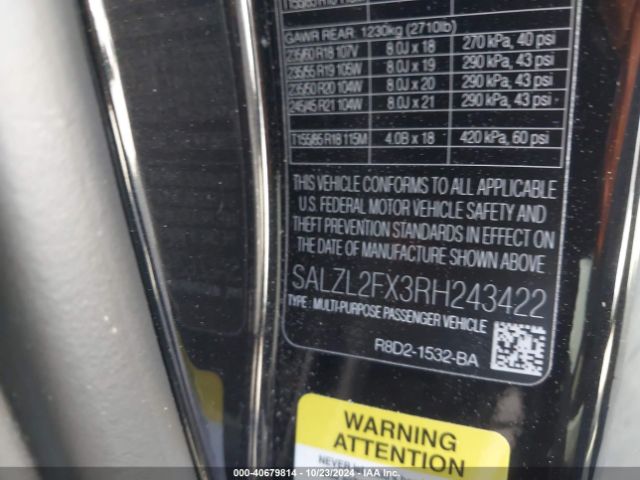 GAWR REAR: 1230kg (2710lb)
235/60 R18 107V 8.0J x 18 270 kPa, 40 psi
235/55 R19 105W 8.0J x 19 290 kPa, 43 psi
235/50 R20 104W 8.0J x 20 290 kPa, 43 psi
245/45 R21 104W 8.0J x 21 290 kPa, 43 psi
T155/85 R18 115M 4.0B x 18 420 kPa, 60 psi
THIS VEHICLE CONFORMS TO ALL APPLICABLE
U.S. FEDERAL MOTOR VEHICLE SAFETY AND
THEFT PREVENTION STANDARDS IN EFFECT ON
THE DATE OF MANUFACTURE SHOWN ABOVE
SALZL2FX3RH243422
TYPE: MULTI-PURPOSE PASSENGER VEHICLE
R8D2-1532-BA
WARNING
ATTENTION
000-40679814 - 10/23/2024 - IAAI.COM